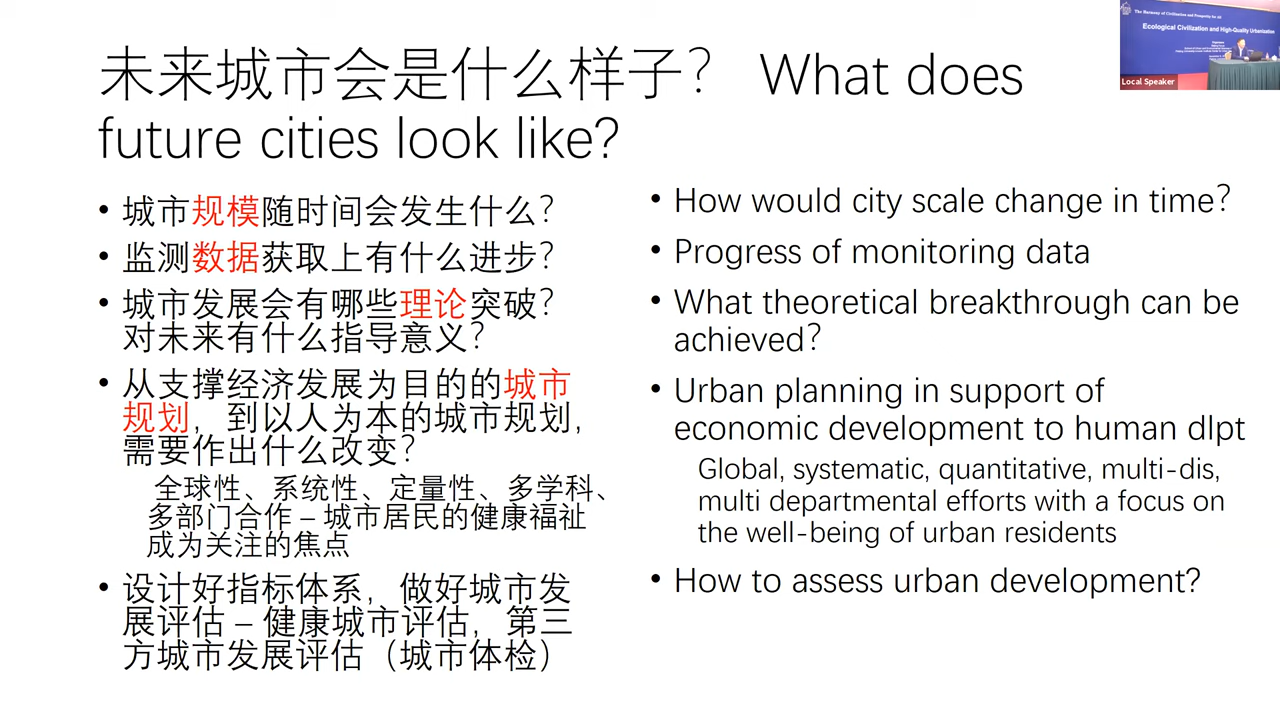 未来城市会是什么样子？ What does
future cities look like?
• 城市规模随时间会发生什么？
• 监测数据获取上有什么进步？
• 城市发展会有哪些理论突破？
对未来有什么指导意义？
• 从支撑经济发展为目的的城市
规划，到以人为本的城市规划，
需要作出什么改变？
全球性、系统性、定量性、多学科、
多部门合作 – 城市居民的健康福祉
成为关注的焦点
• 设计好指标体系，做好城市发
展评估 – 健康城市评估，第三
方城市发展评估（城市体检）
• How would city scale change in time？
• Progress of monitoring data
• What theoretical breakthrough can be
achieved？
• Urban planning in support of
economic development to human dlpt
Global, systematic, quantitative, multi-dis,
multi departmental efforts with a focus on
the well-being of urban residents
• How to assess urban development?
The Harmony of Civilization and Prosperity for All
Ecological Civilization and High-Quality Urbanization
Local Speaker